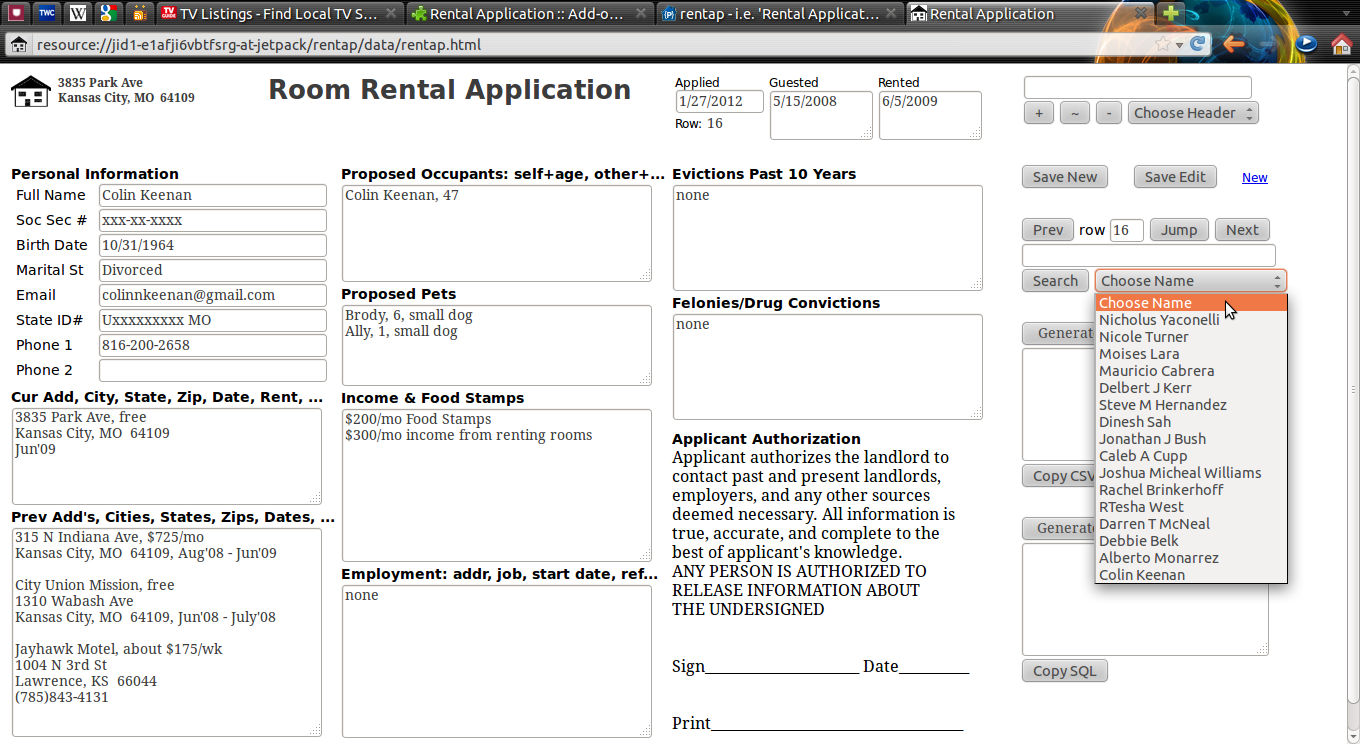 TV Listings - Find Local TV S...
Rental Application :: Add-o...
rentap - i.e. 'Rental Applicat...
Rental Application
TWC
W
TV GUIDE
resource://jid1-e1afji6vbtfsrg-at-jetpack/rentap/data/rentap.html
3835 Park Ave
Kansas City, MO 64109
Room Rental Application
Applied
1/27/2012
Row: 16
Guested
5/15/2008
Rented
6/5/2009
+
~
-
Choose Header
Personal Information
Full Name Colin Keenan
Soc Sec # xxx-xx-xxxx
Birth Date 10/31/1964
Marital St Divorced
Email colinnkeenan@gmail.com
State ID# Uxxxxxxxxx MO
Phone 1 816-200-2658
Phone 2
Cur Add, City, State, Zip, Date, Rent, ...
3835 Park Ave, free
Kansas City, MO 64109
Jun'09
Prev Add's, Cities, States, Zips, Dates, ...
315 N Indiana Ave, $725/mo
Kansas City, MO 64109, Aug'08 - Jun'09
City Union Mission, free
1310 Wabash Ave
Kansas City, MO 64109, Jun'08 - July'08
Jayhawk Motel, about $175/wk
1004 N 3rd St
Lawrence, KS 66044
(785)843-4131
Proposed Occupants: self+age, other+...
Colin Keenan, 47
Proposed Pets
Brody, 6, small dog
Ally, 1, small dog
Income & Food Stamps
$200/mo Food Stamps
$300/mo income from renting rooms
Employment: addr, job, start date, ref...
none
Evictions Past 10 Years
none
Felonies/Drug Convictions
none
Applicant Authorization
Applicant authorizes the landlord to
contact past and present landlords,
employers, and any other sources
deemed necessary. All information is
true, accurate, and complete to the
best of applicant's knowledge.
ANY PERSON IS AUTHORIZED TO
RELEASE INFORMATION ABOUT
THE UNDERSIGNED
Sign___________________ Date_________
Print_______________________________
Save New
Save Edit
New
Prev row 16 Jump Next
Search
Choose Name
Choose Name
Nicholus Yaconelli
Nicole Turner
Moises Lara
Mauricio Cabrera
Delbert J Kerr
Steve M Hernandez
Dinesh Sah
Jonathan J Bush
Caleb A Cupp
Joshua Micheal Williams
Rachel Brinkerhoff
RTesha West
Darren T McNeal
Debbie Belk
Alberto Monarrez
Colin Keenan
Generat
Copy CSV
Generat
Copy SQL